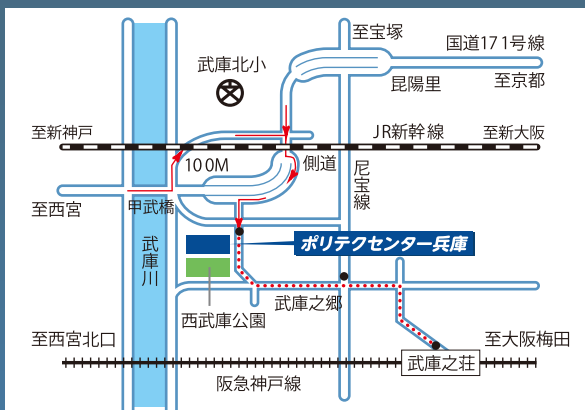 至宝塚
国道171号線
武庫北小
昆陽里
至京都
至新神戸
JR新幹線
至新大阪
100M
側道
尼宝線
至西宮
甲武橋
武庫川
ポリテクセンター兵庫
武庫之郷
西武庫公園
至西宮北口
至大阪梅田
武庫之荘
阪急神戸線